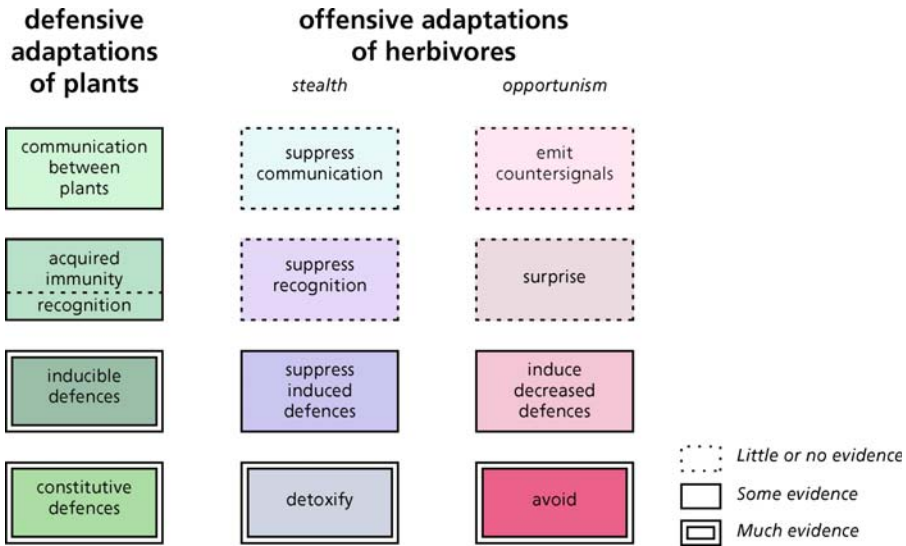 defensive
adaptations
of plants
offensive adaptations
of herbivores
stealth
opportunism
communication
between
plants
suppress
communication
emit
countersignals
acquired
immunity
recognition
suppress
recognition
surprise
inducible
defences
suppress
induced
defences
induce
decreased
defences
constitutive
defences
detoxify
avoid
Little or no evidence
Some evidence
Much evidence